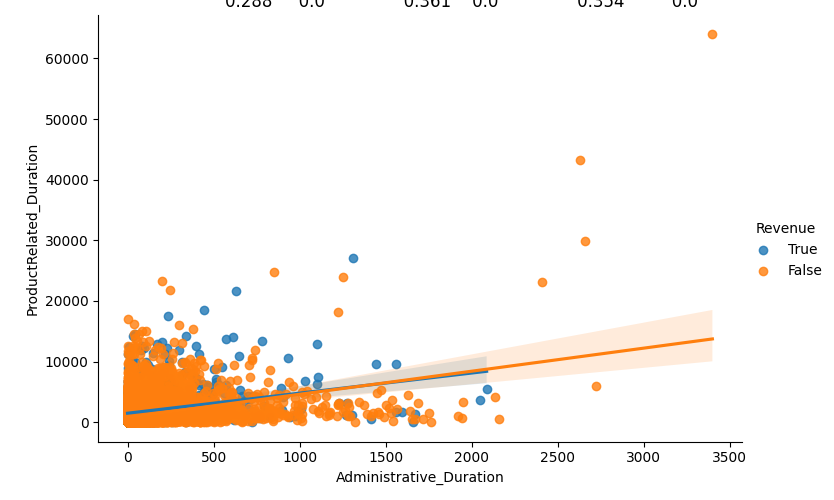 0.288 0.0 0.361 0.0 0.354 0.0
ProductRelated_Duration
60000
50000
40000
30000
20000
10000
0
0 500 1000 1500 2000 2500 3000 3500
Administrative_Duration
Revenue
True
False